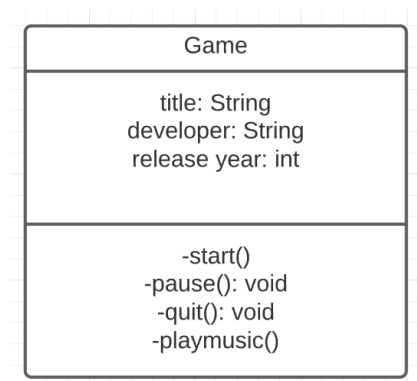 Game
title: String
developer: String
release year: int
-start()
-pause(): void
-quit(): void
-playmusic()